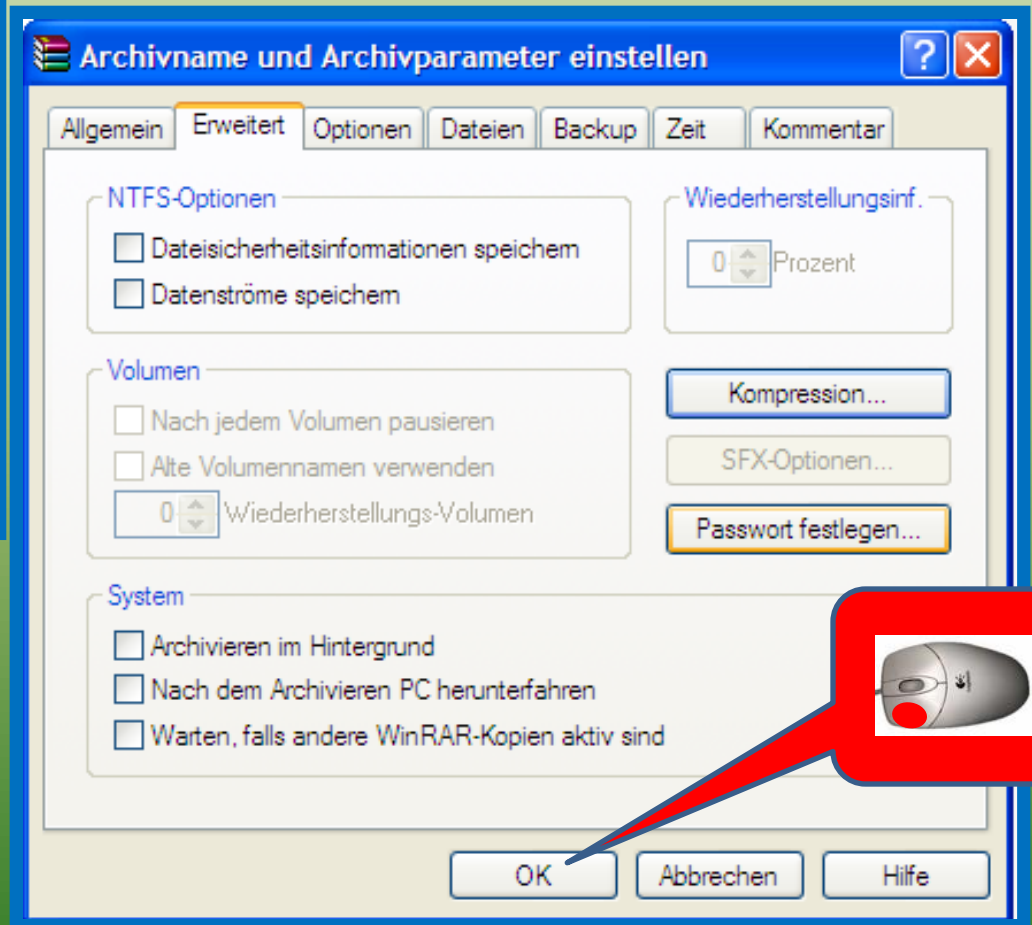 Archivname und Archivparameter einstellen
Allgemein Erweitert Optionen Dateien Backup Zeit Kommentar
NTFS-Optionen
Dateisicherheitsinformationen speichern
Datenströme speichern
Wiederherstellungsinf.
0 Prozent
Volumen
Nach jedem Volumen pausieren
Alte Volumennamen verwenden
0 Wiederherstellungs-Volumen
Kompression...
SFX-Optionen...
Passwort festlegen...
System
Archivieren im Hintergrund
Nach dem Archivieren PC herunterfahren
Warten, falls andere WinRAR-Kopien aktiv sind
OK Abbrechen Hilfe